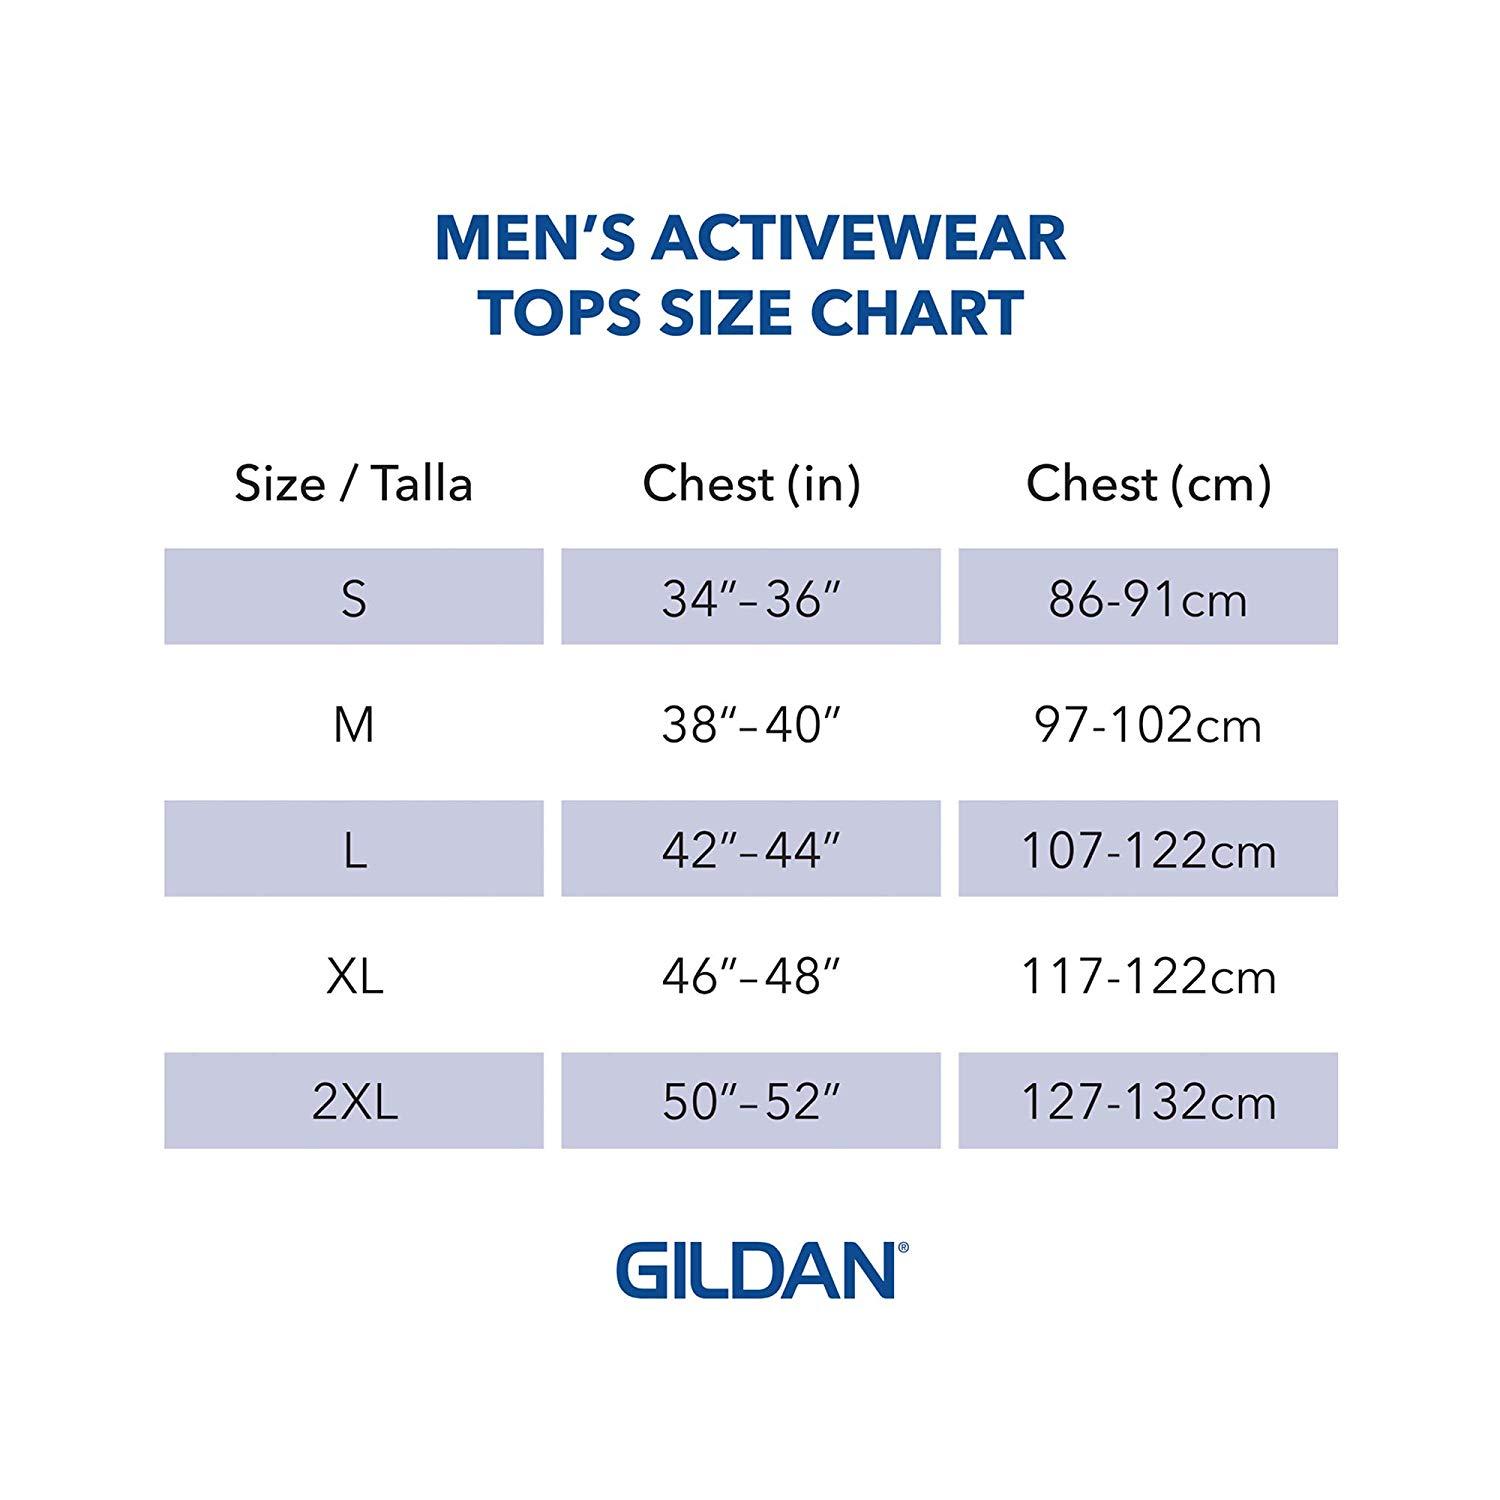 MEN’S ACTIVEWEAR
TOPS SIZE CHART
Size / Talla Chest (in) Chest (cm)
S 34”–36” 86-91cm
M 38“–40” 97-102cm
L 42”–44” 107-122cm
XL 46”–48” 117-122cm
2XL 50”–52” 127-132cm
GILDAN®